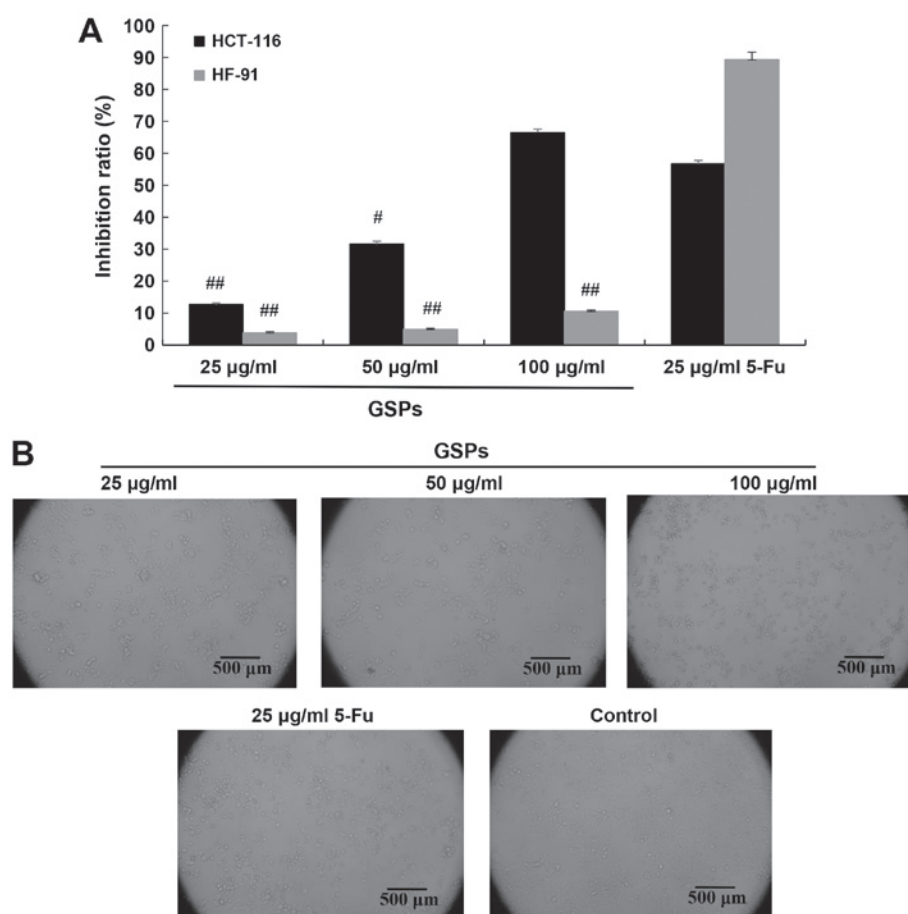 A
HCT-116
HF-91
Inhibition ratio (%)
100
90
80
70
60
50
40
30
20
10
0
##
##
#
##
##
25 μg/ml
50 μg/ml
100 μg/ml
25 μg/ml 5-Fu
GSPs
B
GSPs
25 μg/ml
50 μg/ml
100 μg/ml
500 μm
500 μm
500 μm
25 μg/ml 5-Fu
Control
500 μm
500 μm